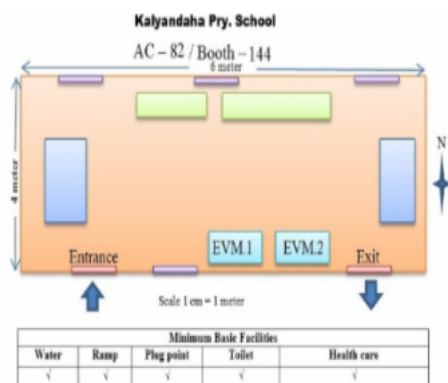 Kalyandaha Pry. School
AC – 82 / Booth – 144
6 meter
4 meter
N
EVM.1 EVM.2
Entrance Exit
Scale 1 cm = 1 meter
Minimum Basic Facilities
Water Ramp Plug point Toilet Health care
√ √ √ √ √